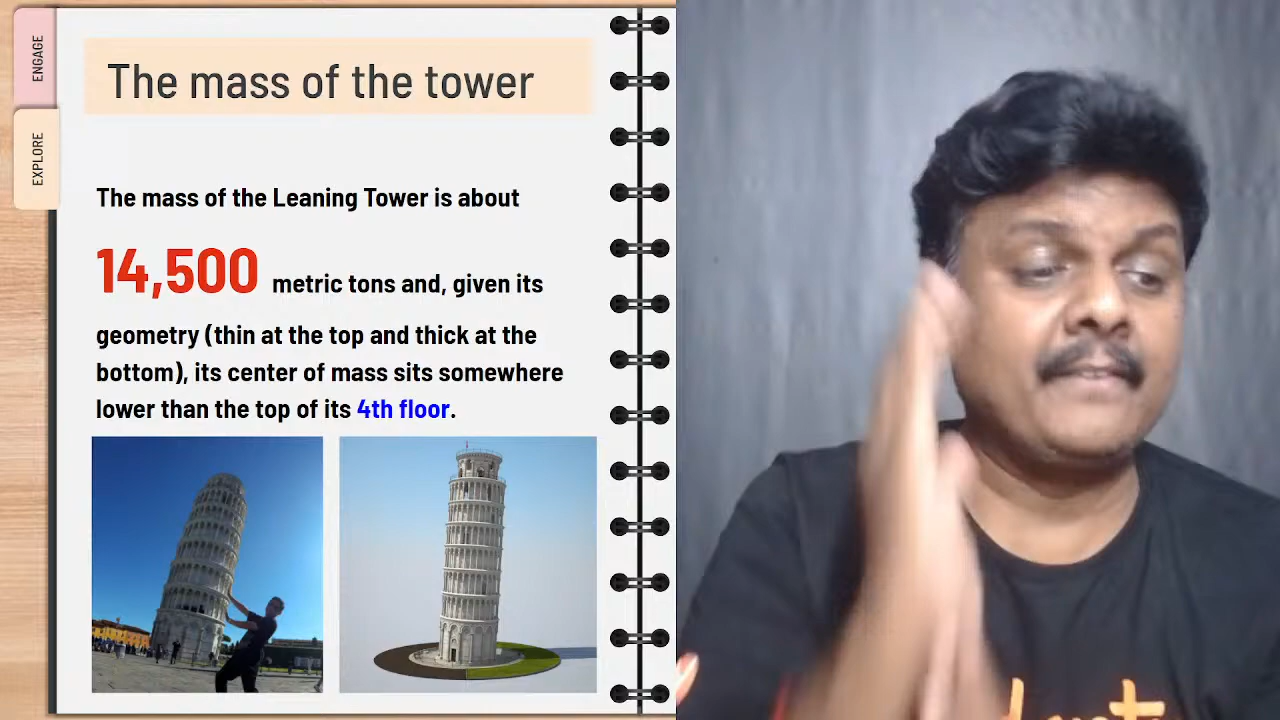 ENGAGE
EXPLORE
The mass of the tower
The mass of the Leaning Tower is about
14,500 metric tons and, given its
geometry (thin at the top and thick at the
bottom), its center of mass sits somewhere
lower than the top of its 4th floor.